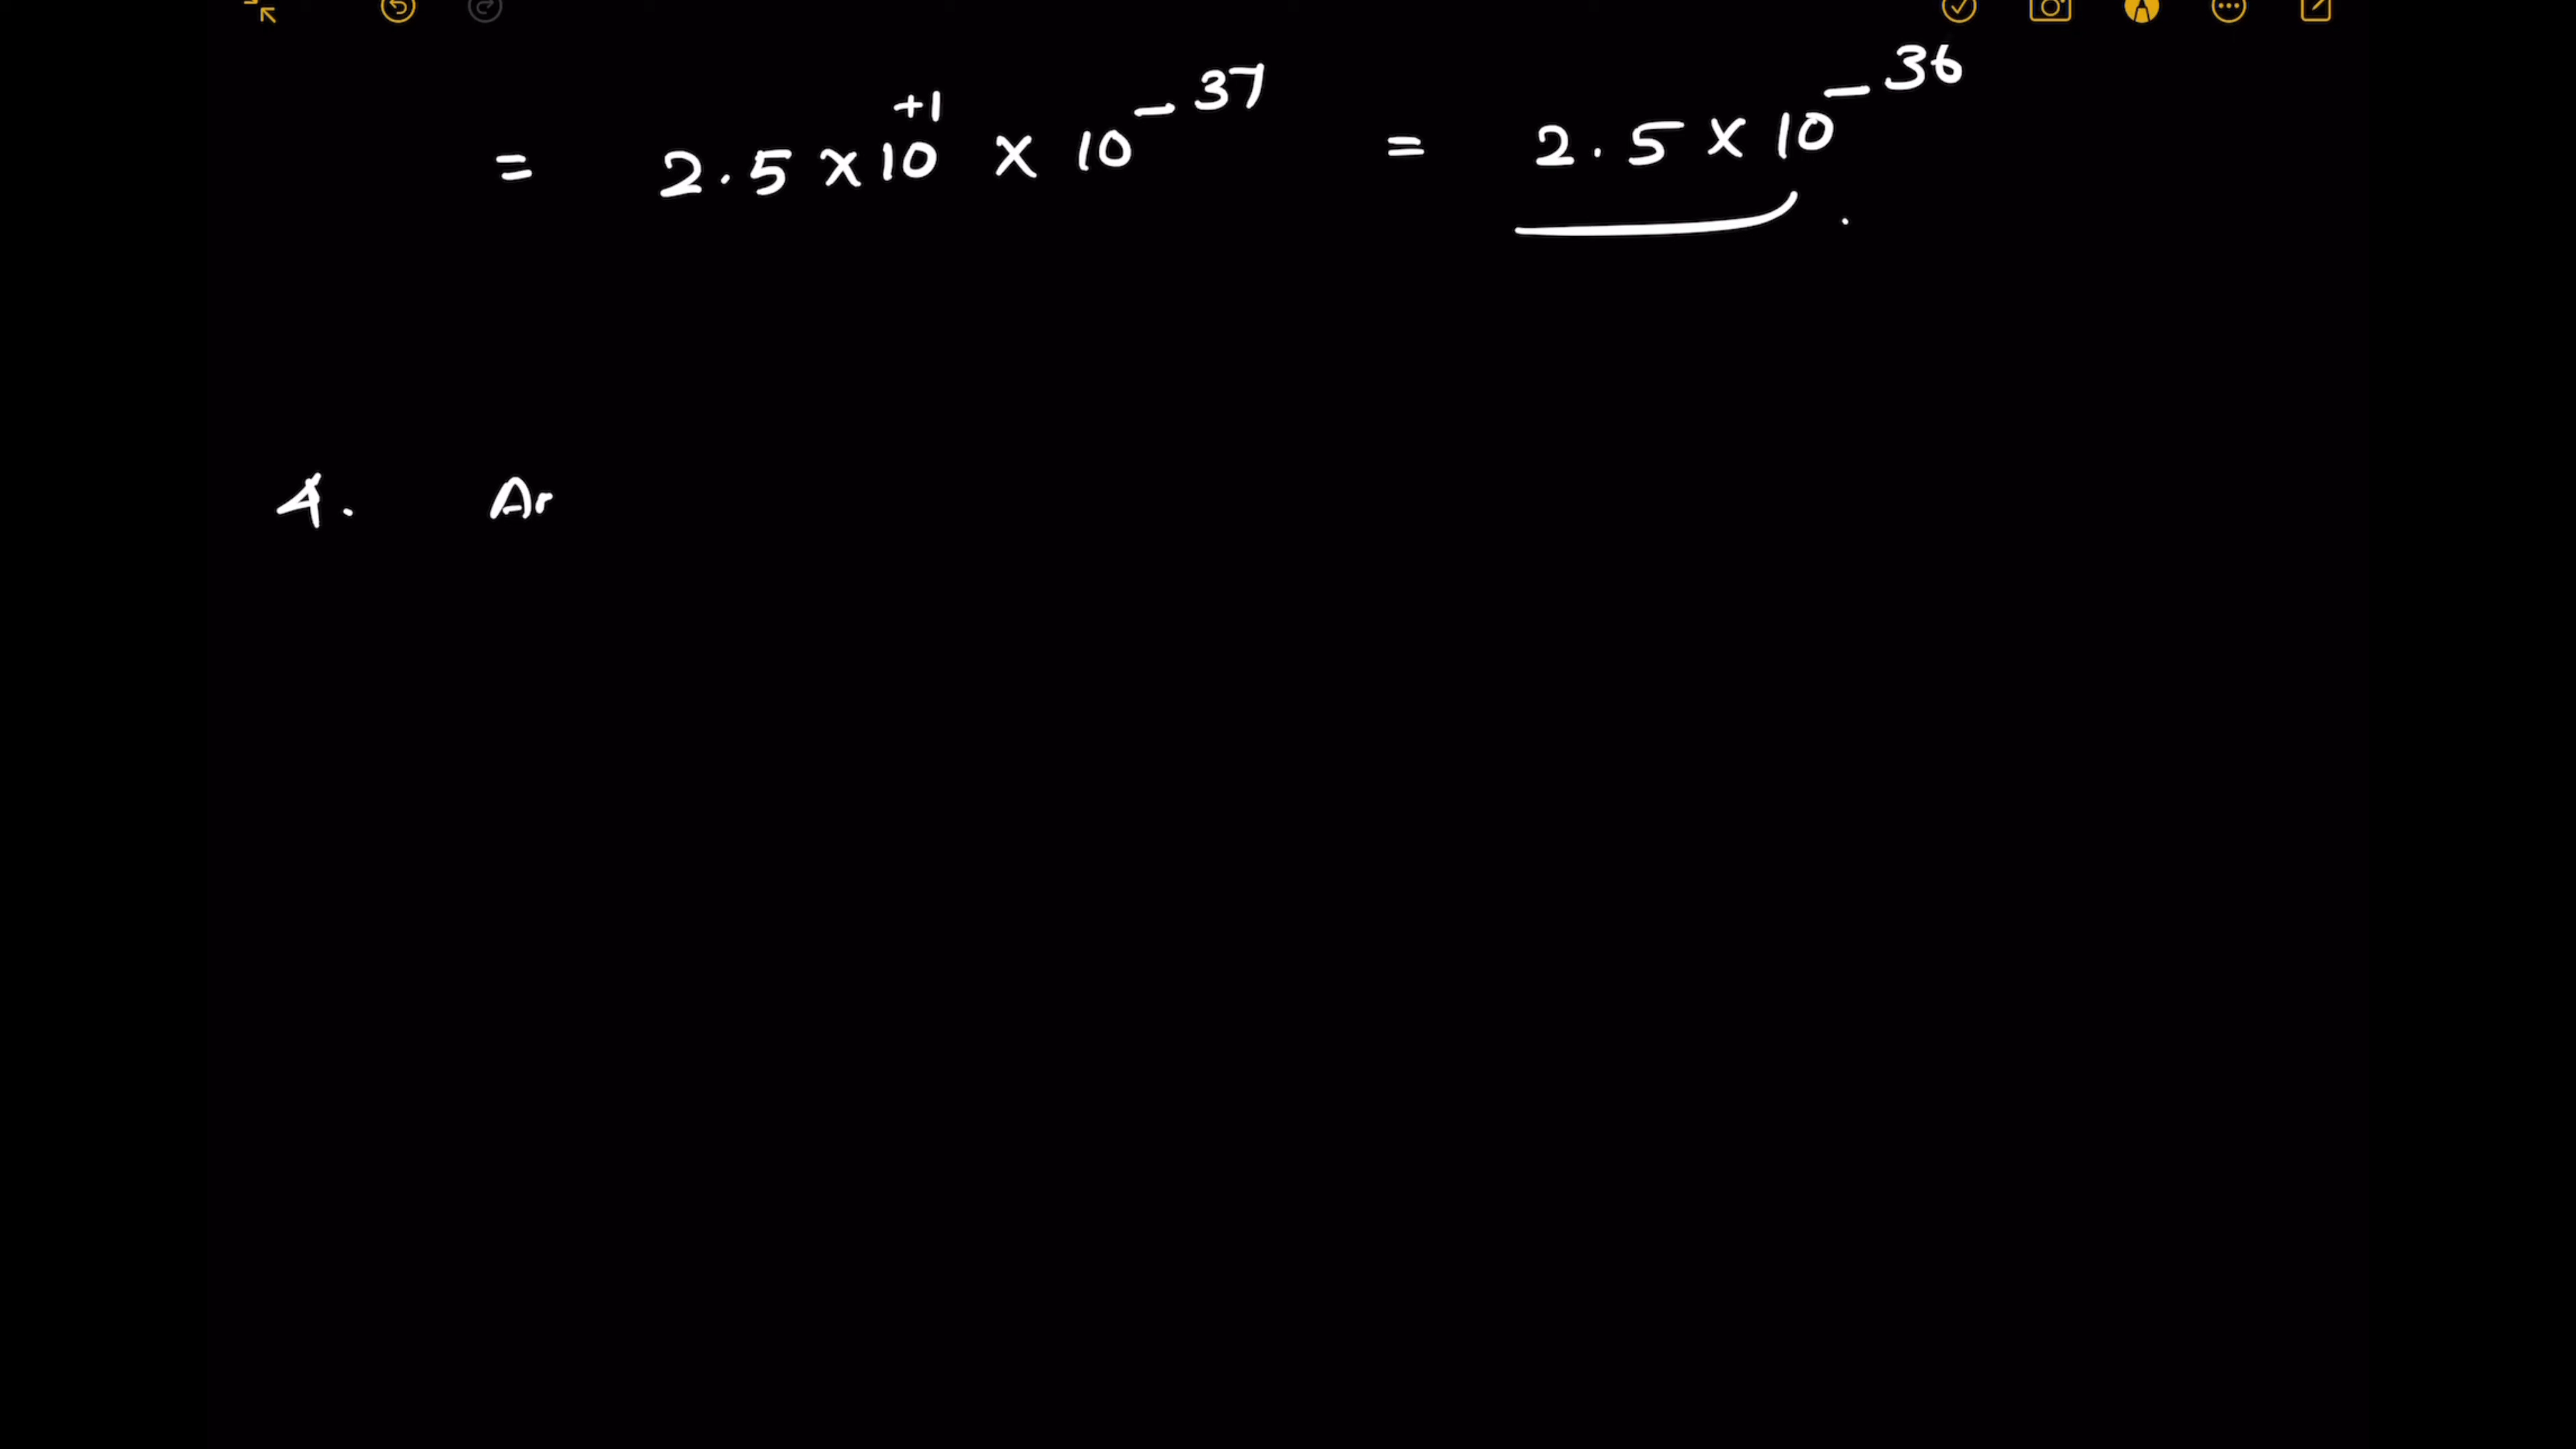 = 2.5 × 10⁺¹ × 10⁻³⁷ = 2.5 × 10⁻³⁶.
4. Ar